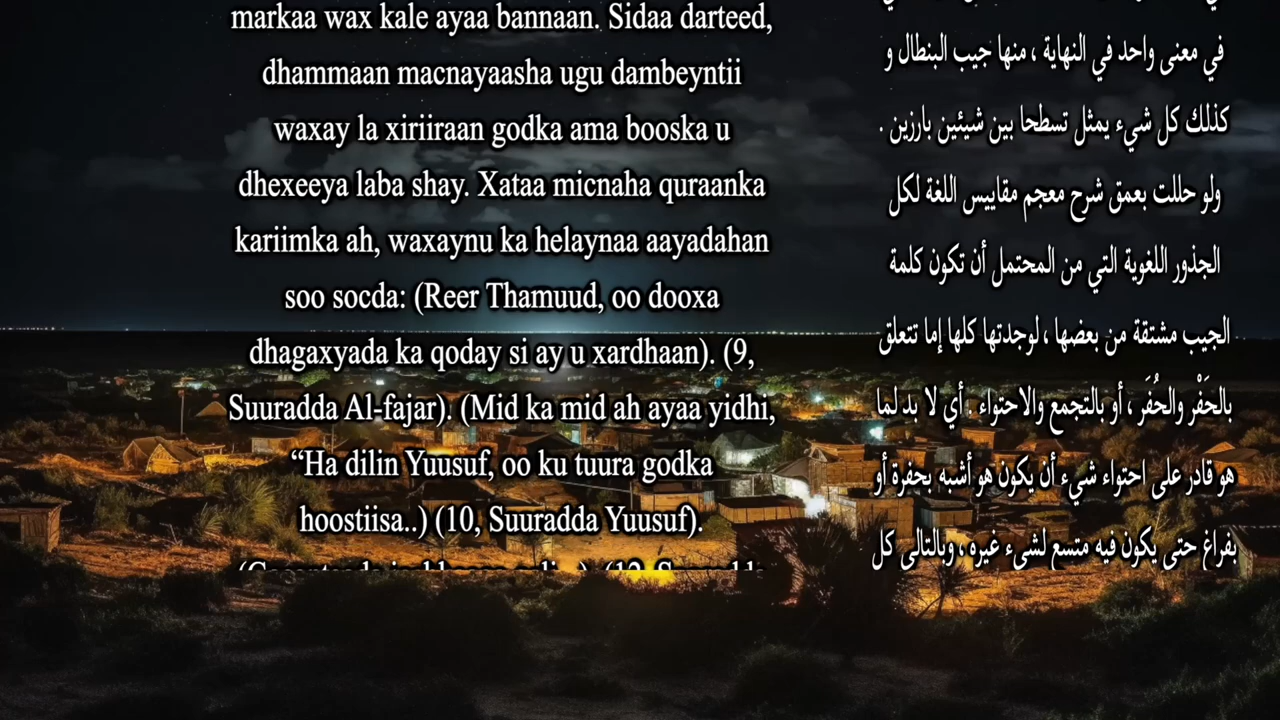 markaa wax kale ayaa bannaan. Sidaa darteed,
dhammaan macnayaasha ugu dambeyntii
waxay la xiriiraan godka ama booska u
dhexeeya laba shay. Xataa micnaha quraanka
kariimka ah, waxaynu ka helaynaa aayadahan
soo socda: (Reer Thamuud, oo dooxa
dhagaxyada ka qoday si ay u xardhaan). (9,
Suuradda Al-fajar). (Mid ka mid ah ayaa yidhi,
“Ha dilin Yuusuf, oo ku tuura godka
hoostiisa..) (10, Suuradda Yuusuf).
في معنى واحد في النهاية ، منها جيب البنطال و
كذلك كل شيء يمثل تسطحا بين شيئين بارزين .
ولو حللت بعمق شرح معجم مقاييس اللغة لكل
الجذور اللغوية التي من المحتمل أن تكون كلمة
الجيب مشتقة من بعضها ، لوجدتها كلها إما تتعلق
بالحَفْر والحُفَر ، أو بالتجمع والاحتواء . أي لا بد لما
هو قادر على احتواء شيء أن يكون هو أشبه بحفرة أو
بفراغ حتى يكون فيه متسع لشيء غيره ، وبالتالي كل